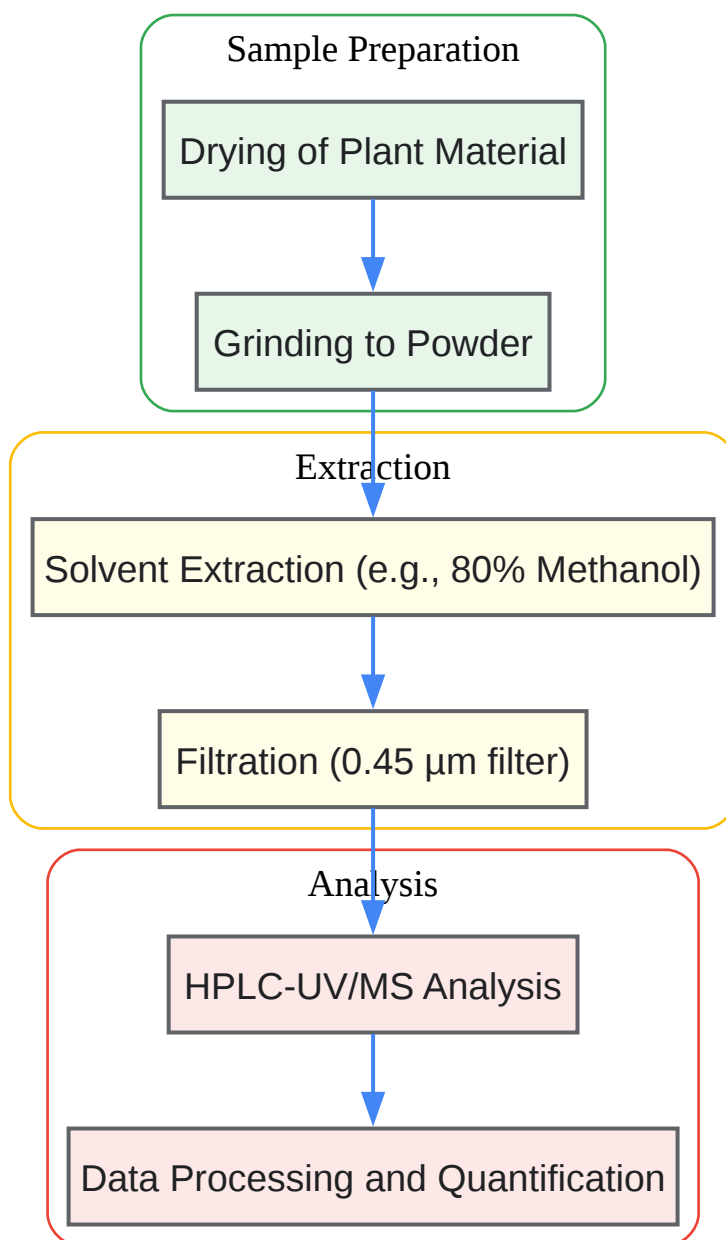 Sample Preparation
Drying of Plant Material
Grinding to Powder
Extraction
Solvent Extraction (e.g., 80% Methanol)
Filtration (0.45 µm filter)
Analysis
HPLC-UV/MS Analysis
Data Processing and Quantification